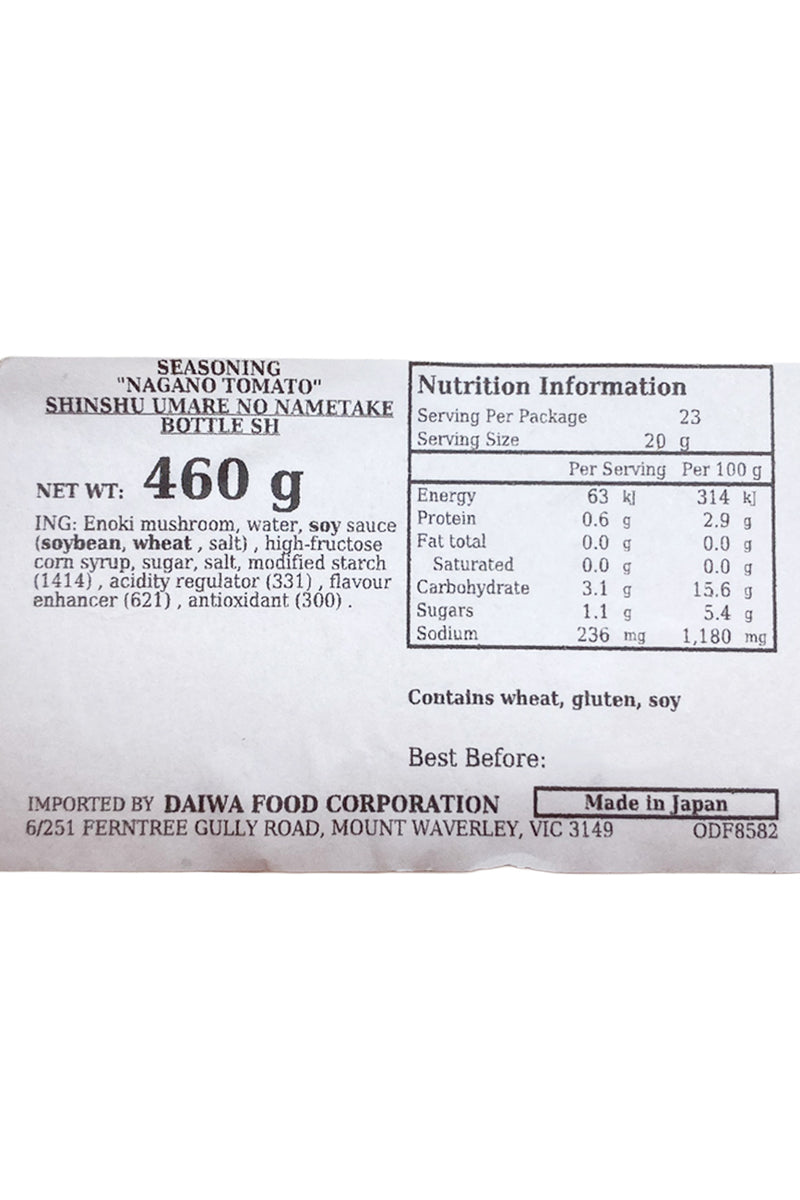 SEASONING
"NAGANO TOMATO"
SHINSHU UMARE NO NAMETAKE
BOTTLE SH
NET WT: 460 g
ING: Enoki mushroom, water, soy sauce
(soybean, wheat , salt) , high-fructose
corn syrup, sugar, salt, modified starch
(1414) , acidity regulator (331) , flavour
enhancer (621) , antioxidant (300) .
Nutrition Information
Serving Per Package 23
Serving Size 20 g
Per Serving Per 100 g
Energy 63 kJ 314 kJ
Protein 0.6 g 2.9 g
Fat total 0.0 g 0.0 g
Saturated 0.0 g 0.0 g
Carbohydrate 3.1 g 15.6 g
Sugars 1.1 g 5.4 g
Sodium 236 mg 1,180 mg
Contains wheat, gluten, soy
Best Before:
IMPORTED BY DAIWA FOOD CORPORATION Made in Japan
6/251 FERNTREE GULLY ROAD, MOUNT WAVERLEY, VIC 3149 ODF8582